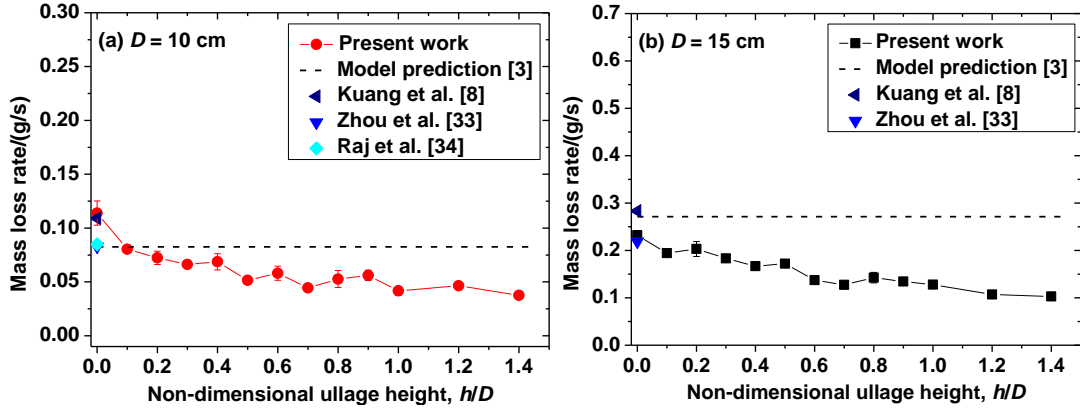 (a) D = 10 cm
Present work
Model prediction [3]
Kuang et al. [8]
Zhou et al. [33]
Raj et al. [34]
0.30
0.25
0.20
0.15
0.10
0.05
0.00
Mass loss rate/(g/s)
0.0 0.2 0.4 0.6 0.8 1.0 1.2 1.4
Non-dimensional ullage height, h/D
(b) D = 15 cm
Present work
Model prediction [3]
Kuang et al. [8]
Zhou et al. [33]
0.7
0.6
0.5
0.4
0.3
0.2
0.1
0.0
Mass loss rate/(g/s)
0.0 0.2 0.4 0.6 0.8 1.0 1.2 1.4
Non-dimensional ullage height, h/D